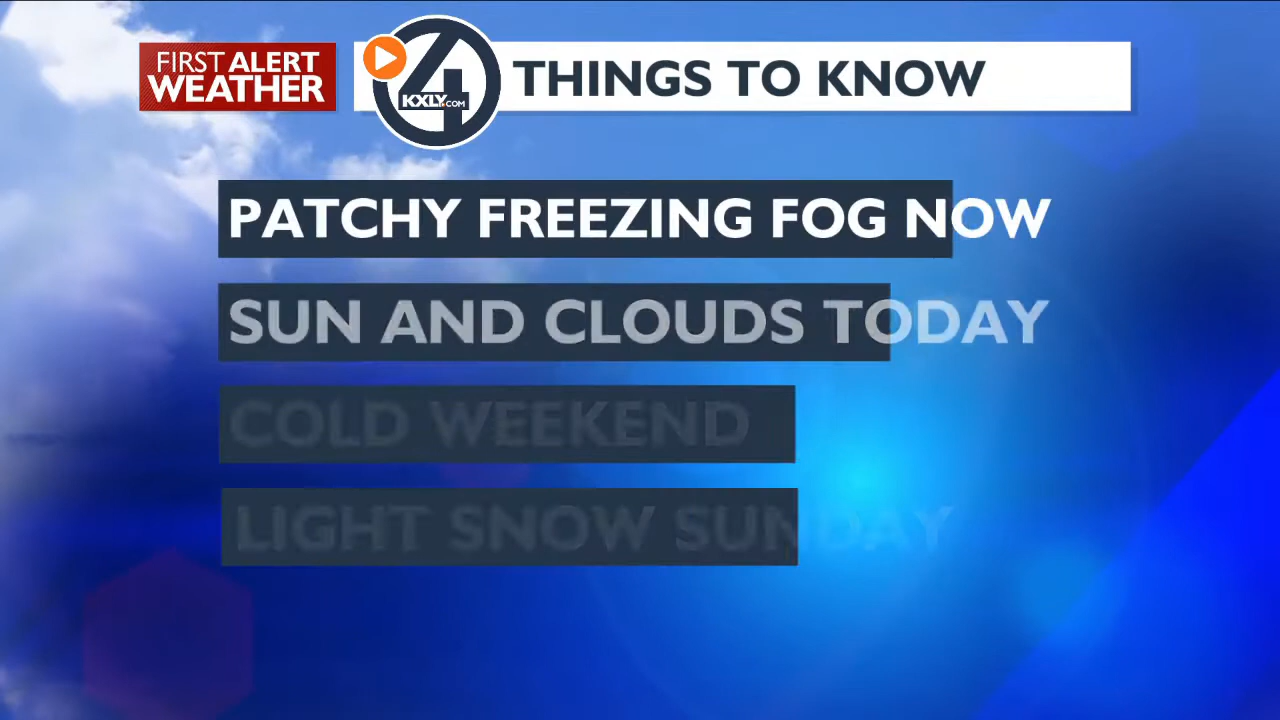 FIRST ALERT
WEATHER
4 THINGS TO KNOW
KXLY.COM
PATCHY FREEZING FOG NOW
SUN AND CLOUDS TODAY
COLD WEEKEND
LIGHT SNOW SUNDAY